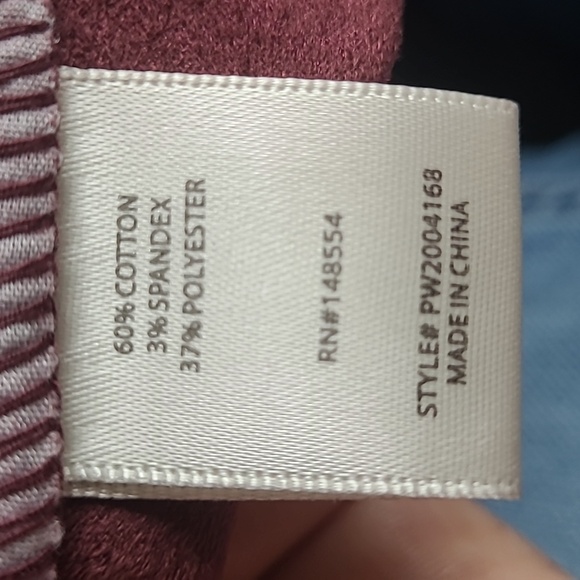 60% COTTON
3% SPANDEX
37% POLYESTER
RN#148554
STYLE# PW2004168
MADE IN CHINA